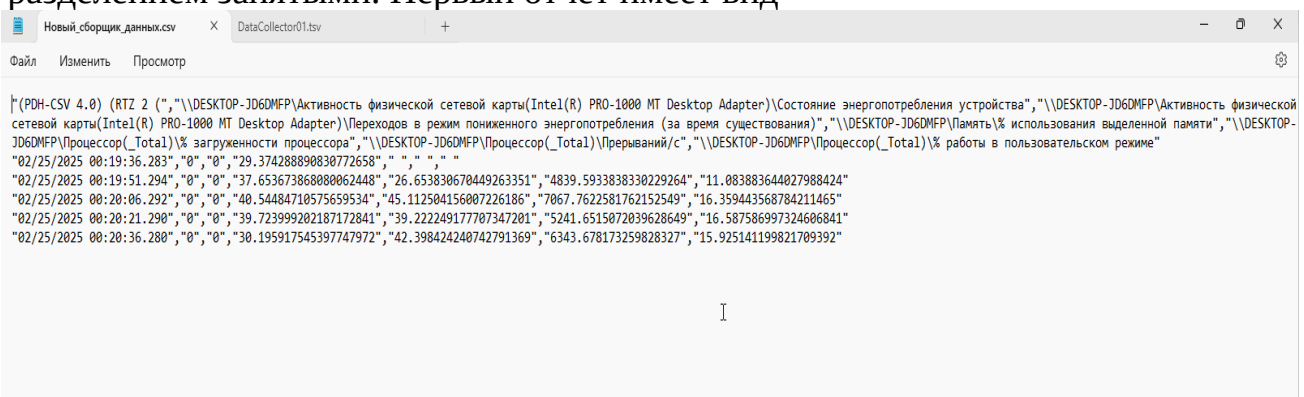 разделением занятыми. Первый отчет имеет вид
Новый_сборщик_данных.csv × DataCollector01.tsv +
Файл Изменить Просмотр
"(PDH-CSV 4.0) (RTZ 2 (","\\DESKTOP-JD6DMFP\Активность физической сетевой карты(Intel(R) PRO-1000 MT Desktop Adapter)\Состояние энергопотребления устройства","\\DESKTOP-JD6DMFP\Активность физической
сетевой карты(Intel(R) PRO-1000 MT Desktop Adapter)\Переходов в режим пониженного энергопотребления (за время существования)","\\DESKTOP-JD6DMFP\Память\% использования выделенной памяти","\\DESKTOP-
JD6DMFP\Процессор(_Total)\% загруженности процессора","\\DESKTOP-JD6DMFP\Процессор(_Total)\Прерываний/с","\\DESKTOP-JD6DMFP\Процессор(_Total)\% работы в пользовательском режиме"
"02/25/2025 00:19:36.283","0","0","29.374288890830772658"," "," "," "
"02/25/2025 00:19:51.294","0","0","37.653673868080062448","26.653830670449263351","4839.5933838330229264","11.083883644027988424"
"02/25/2025 00:20:06.292","0","0","40.54484710575659534","45.112504156007226186","7067.7622581762152549","16.359443568784211465"
"02/25/2025 00:20:21.290","0","0","39.723999202187172841","39.222249177707347201","5241.6515072039628649","16.587586997324606841"
"02/25/2025 00:20:36.280","0","0","30.195917545397747972","42.398424240742791369","6343.678173259828327","15.925141199821709392"